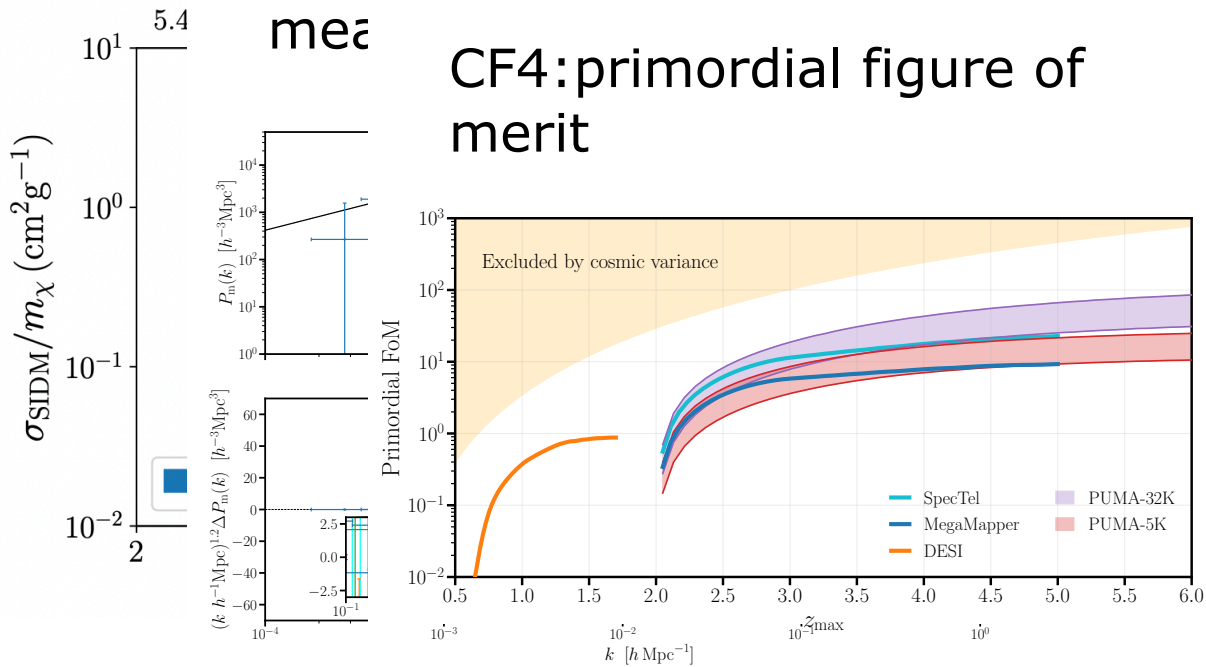 5.4
10¹
10⁰
10⁻¹
10⁻²
2
σSIDM/mχ (cm²g⁻¹)
10⁴
10³
10²
10¹
10⁰
Pm(k) [h⁻³Mpc³]
60
40
20
0
−20
−40
−60
(k h⁻¹Mpc)¹·²ΔPm(k) [h⁻³Mpc³]
2.5
0.0
−2.5
10⁻¹
10⁻⁴
CF4:primordial figure of
merit
10³
10²
10¹
10⁰
10⁻¹
10⁻²
Primordial FoM
Excluded by cosmic variance
SpecTel
MegaMapper
DESI
PUMA-32K
PUMA-5K
0.5 1.0 1.5 2.0 2.5 3.0 3.5 4.0 4.5 5.0 5.5 6.0
zmax
10⁻³ 10⁻² 10⁻¹ 10⁰
k [h Mpc⁻¹]